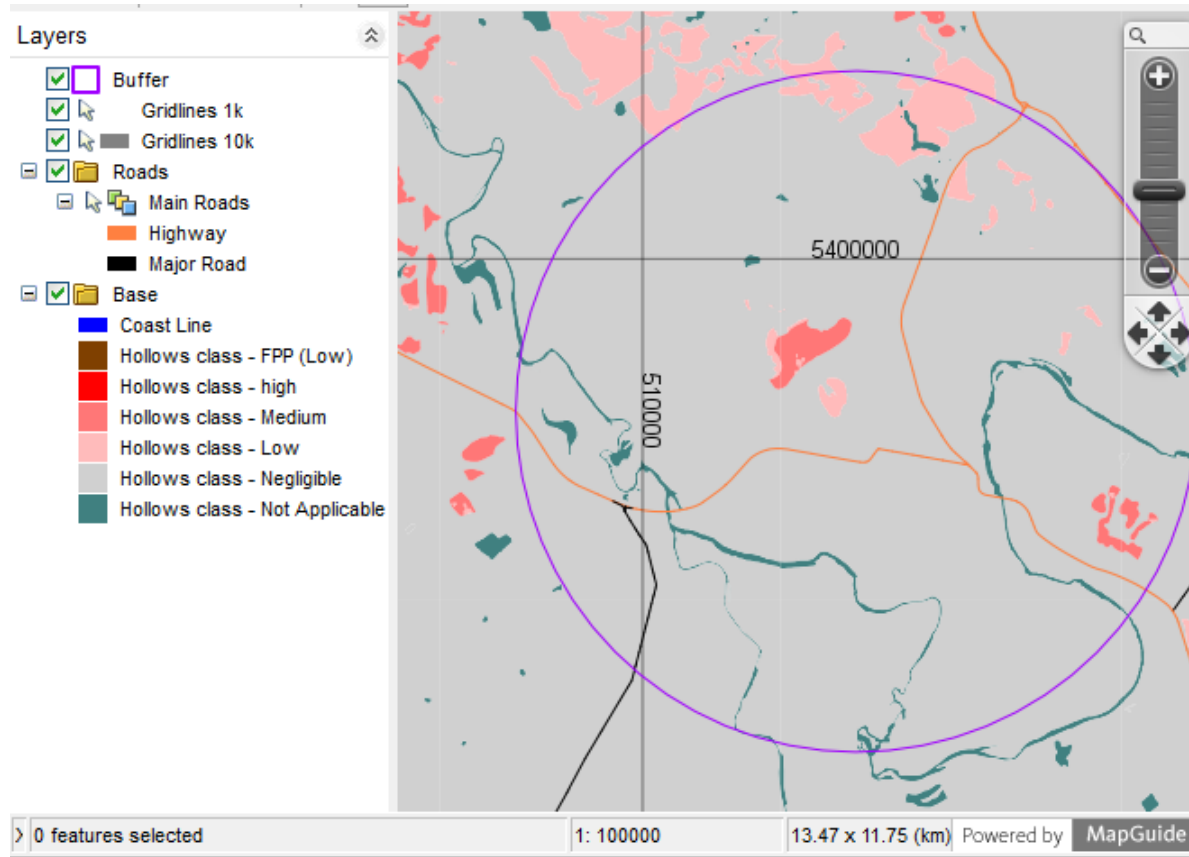 Layers
Buffer
Gridlines 1k
Gridlines 10k
Roads
Main Roads
Highway
Major Road
Base
Coast Line
Hollows class - FPP (Low)
Hollows class - high
Hollows class - Medium
Hollows class - Low
Hollows class - Negligible
Hollows class - Not Applicable
5400000
510000
0 features selected
1: 100000
13.47 x 11.75 (km)
Powered by MapGuide